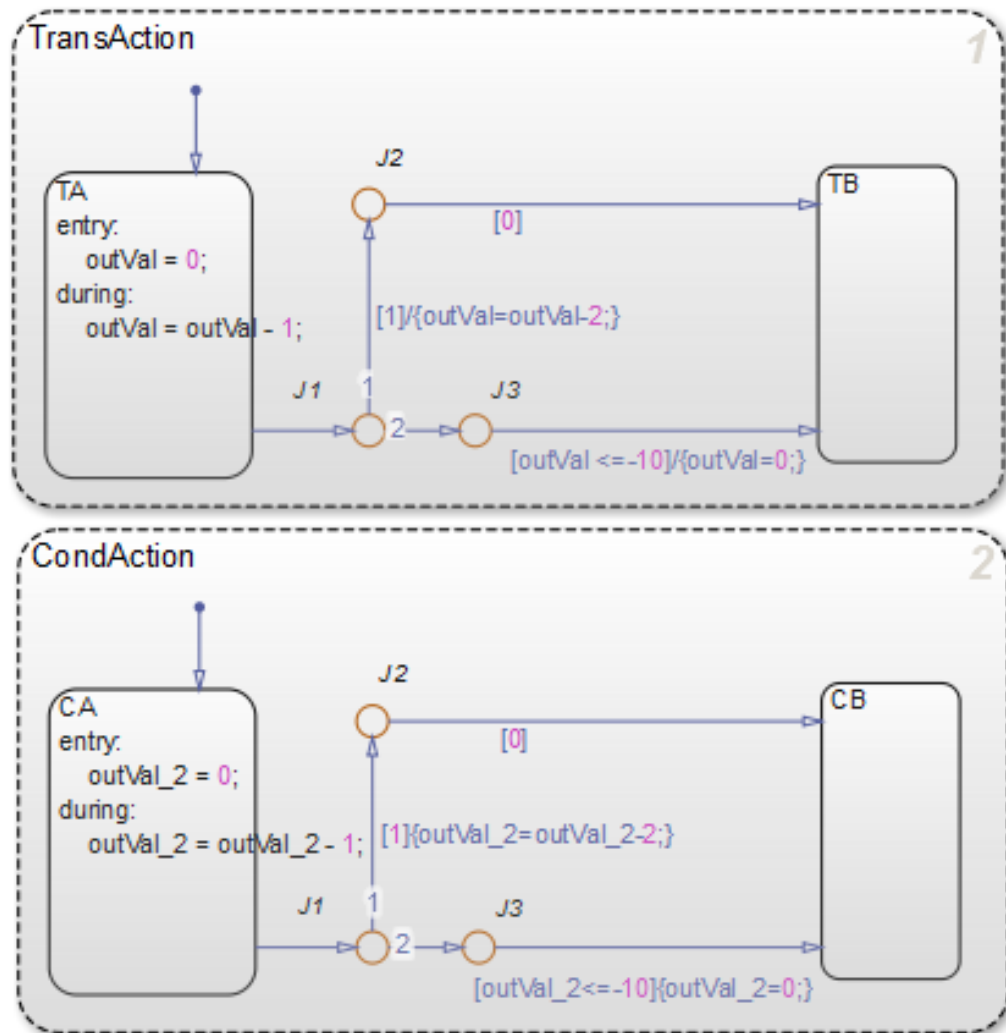 TransAction
1
J2
TA
entry:
outVal = 0;
during:
outVal = outVal - 1;
TB
[0]
[1]/{outVal=outVal-2;}
J1
1
J3
2
[outVal <=-10]/{outVal=0;}
CondAction
2
J2
CA
entry:
outVal_2 = 0;
during:
outVal_2 = outVal_2 - 1;
CB
[0]
[1]{outVal_2=outVal_2-2;}
J1
1
J3
2
[outVal_2<=-10]{outVal_2=0;}